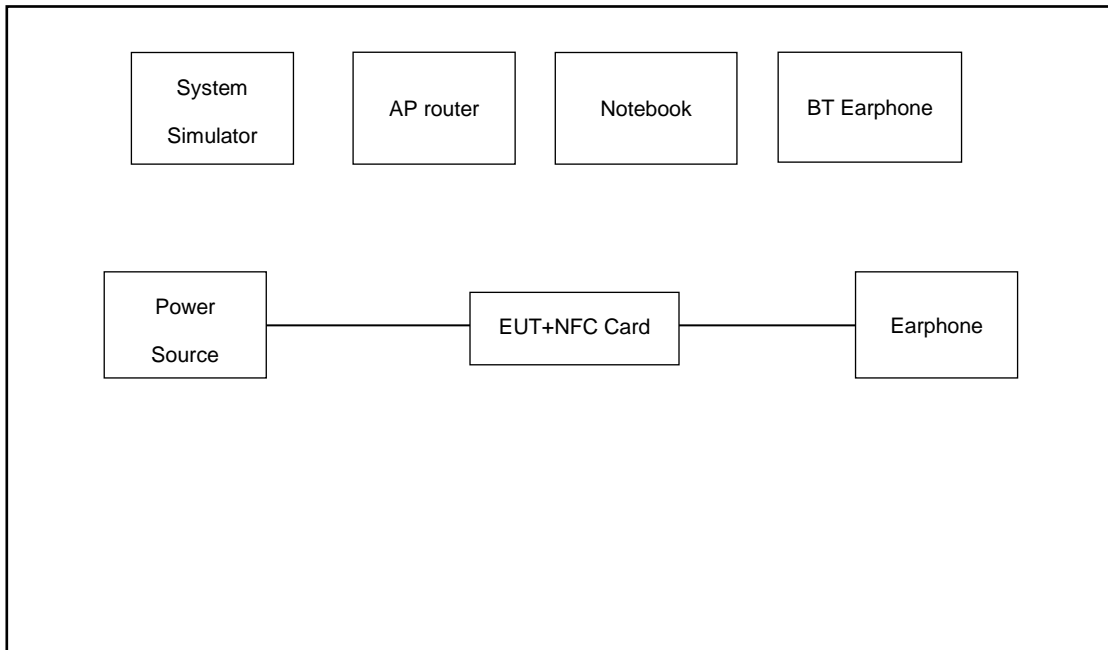 System
Simulator
AP router
Notebook
BT Earphone
Power
Source
EUT+NFC Card
Earphone